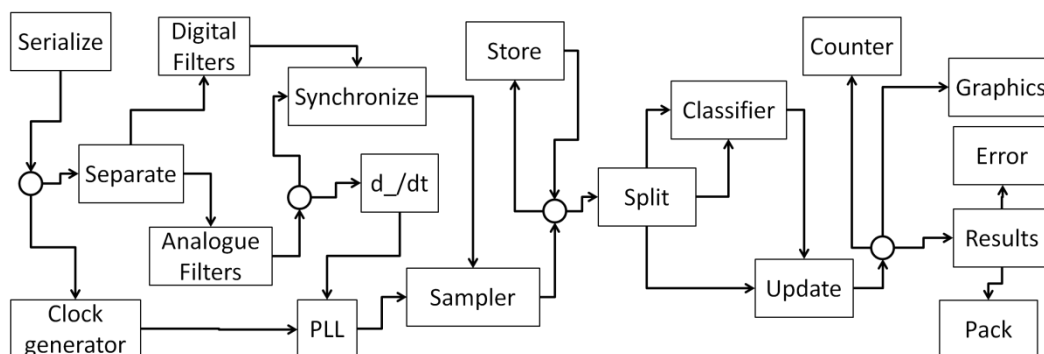 Serialize
Digital
Filters
Separate
Analogue
Filters
Clock
generator
Synchronize
d_/dt
PLL
Sampler
Store
Split
Classifier
Update
Counter
Graphics
Error
Results
Pack